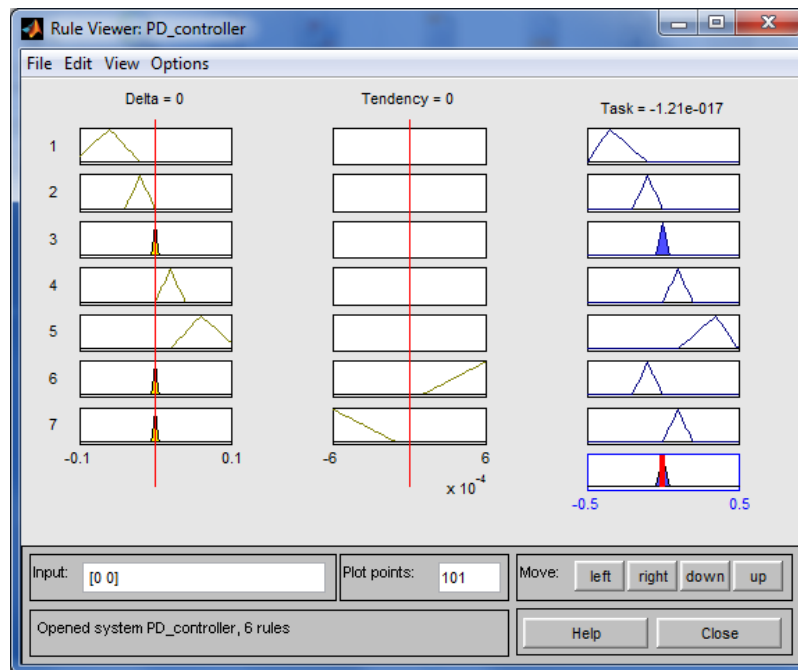 Rule Viewer: PD_controller
File Edit View Options
Delta = 0
Tendency = 0
Task = -1.21e-017
1
2
3
4
5
6
7
-0.1 0.1
-6 6
x 10^-4
-0.5 0.5
Input: [0 0]
Plot points: 101
Move: left right down up
Opened system PD_controller, 6 rules
Help Close